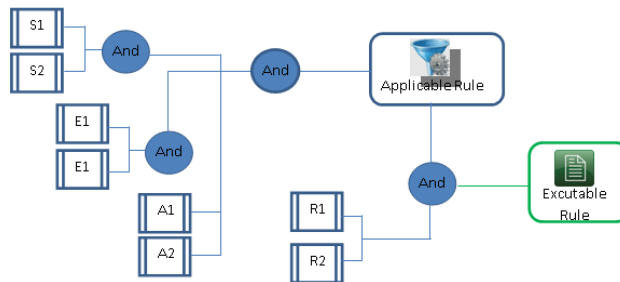 S1
And
S2
And
Applicable Rule
E1
And
E1
Excutable
Rule
And
A1
R1
A2
R2